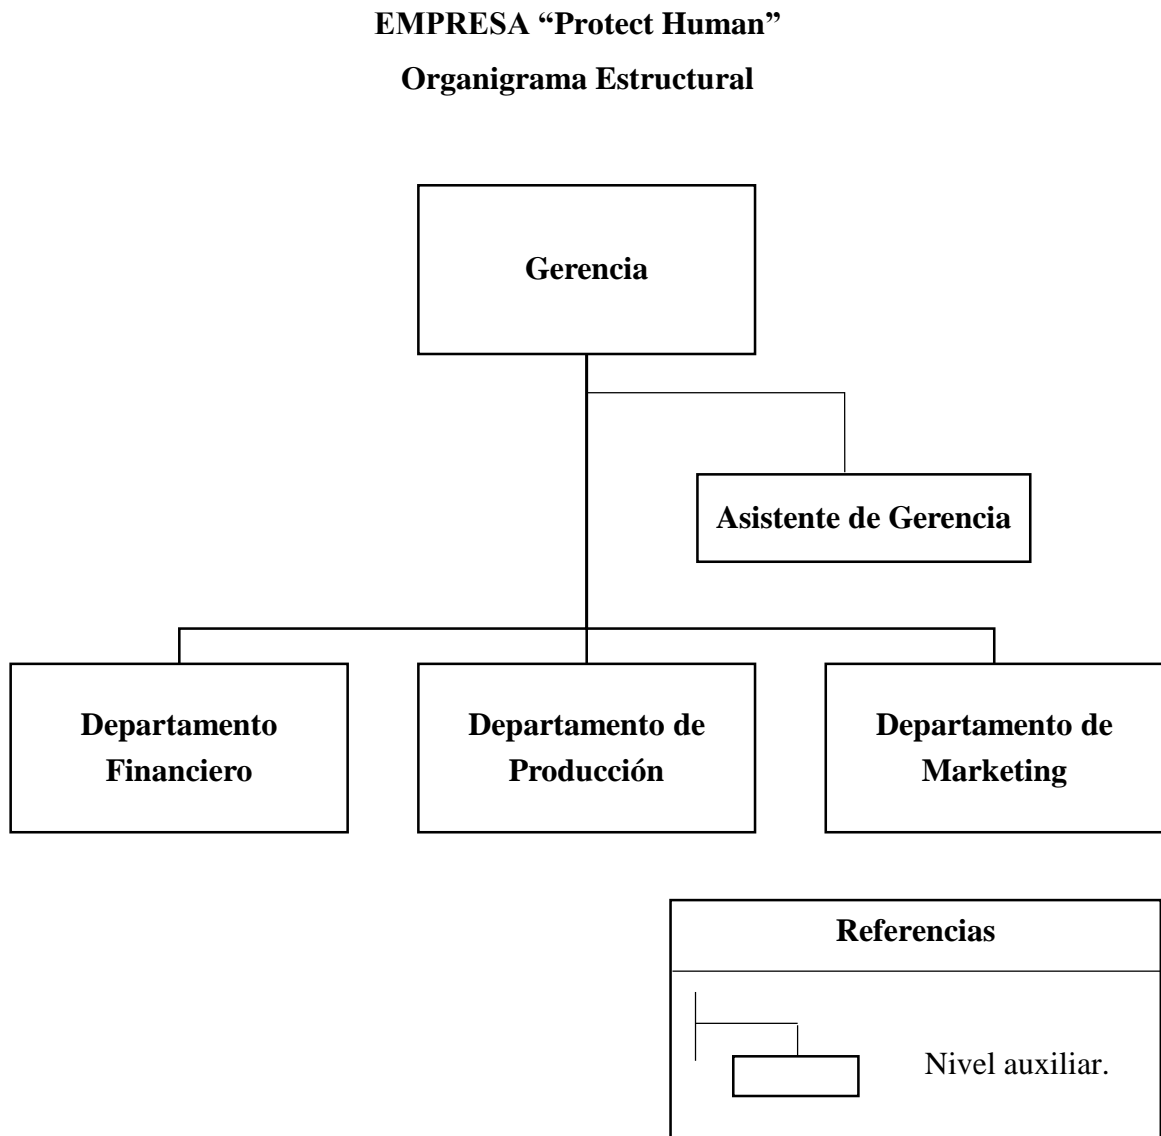 EMPRESA “Protect Human”
Organigrama Estructural
Gerencia
Asistente de Gerencia
Departamento
Financiero
Departamento de
Producción
Departamento de
Marketing
Referencias
Nivel auxiliar.